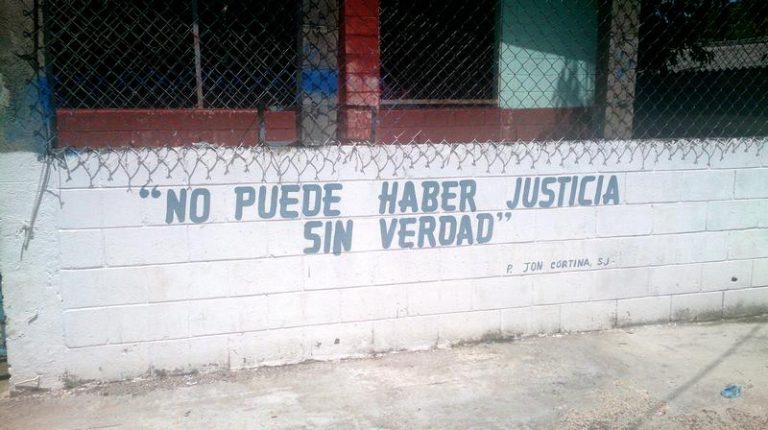 "NO PUEDE HABER JUSTICIA
SIN VERDAD"
P. JON CORTINA, SJ.